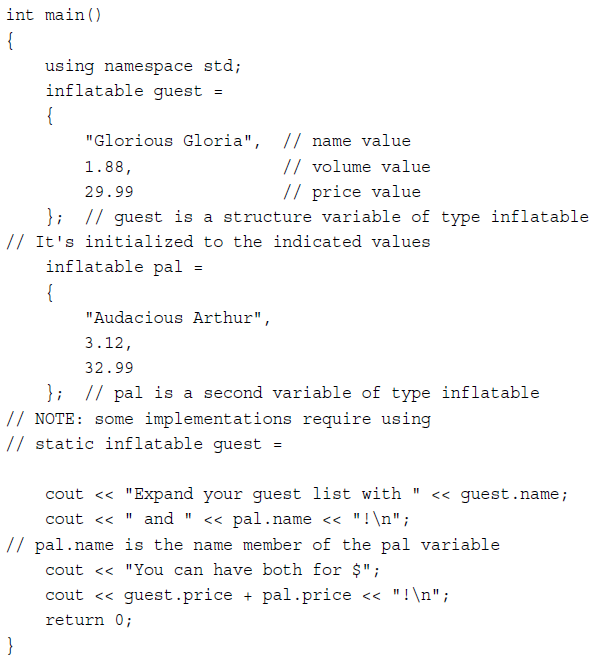 int main()
{
    using namespace std;
    inflatable guest =
    {
        "Glorious Gloria",  // name value
        1.88,               // volume value
        29.99               // price value
    };  // guest is a structure variable of type inflatable
// It's initialized to the indicated values
    inflatable pal =
    {
        "Audacious Arthur",
        3.12,
        32.99
    };  // pal is a second variable of type inflatable
// NOTE: some implementations require using
// static inflatable guest =

    cout << "Expand your guest list with " << guest.name;
    cout << " and " << pal.name << "!\n";
// pal.name is the name member of the pal variable
    cout << "You can have both for $";
    cout << guest.price + pal.price << "!\n";
    return 0;
}